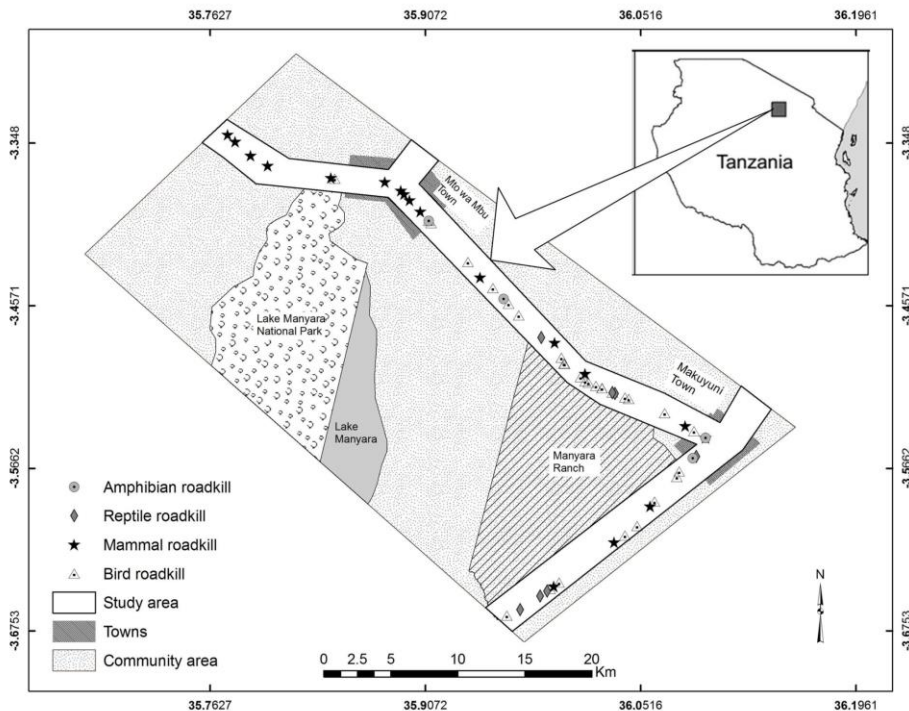 35.7627 35.9072 36.0516 36.1961
-3.348
-3.4571
-3.5662
-3.6753
-3.348
-3.4571
-3.5662
-3.6753
Tanzania
Mto wa Mbu
Town
Lake Manyara
National Park
Lake
Manyara
Makuyuni
Town
Manyara
Ranch
Amphibian roadkill
Reptile roadkill
Mammal roadkill
Bird roadkill
Study area
Towns
Community area
N
0 2.5 5 10 15 20
Km
35.7627 35.9072 36.0516 36.1961